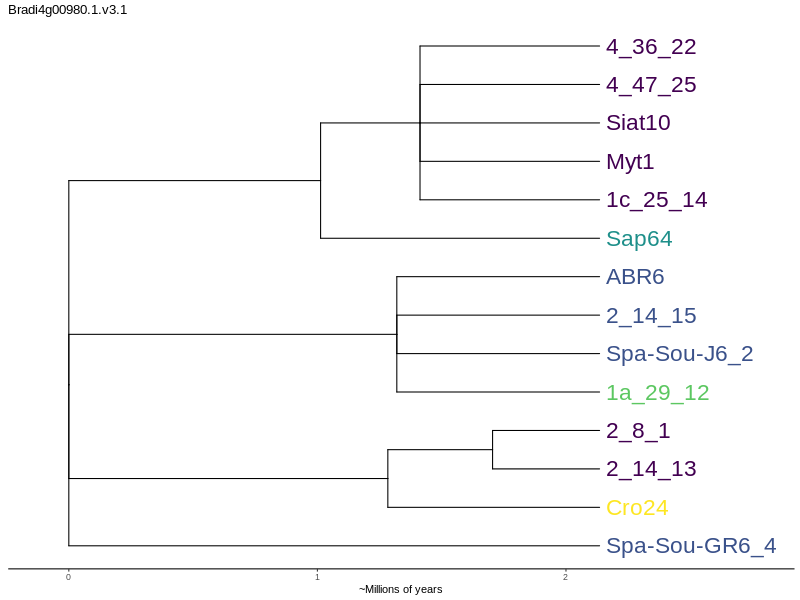 Bradi4g00980.1.v3.1
4_36_22
4_47_25
Siat10
Myt1
1c_25_14
Sap64
ABR6
2_14_15
Spa-Sou-J6_2
1a_29_12
2_8_1
2_14_13
Cro24
Spa-Sou-GR6_4
0 1 2
~Millions of years